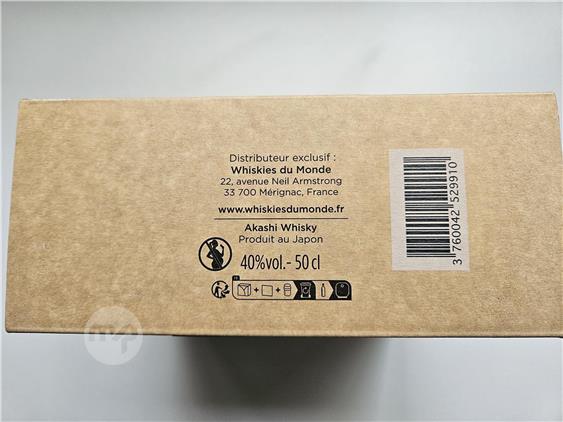 Distributeur exclusif :
Whiskies du Monde
22, avenue Neil Armstrong
33 700 Mérignac, France
www.whiskiesdumonde.fr
Akashi Whisky
Produit au Japon
40%vol.- 50 cl
3 760042 529910